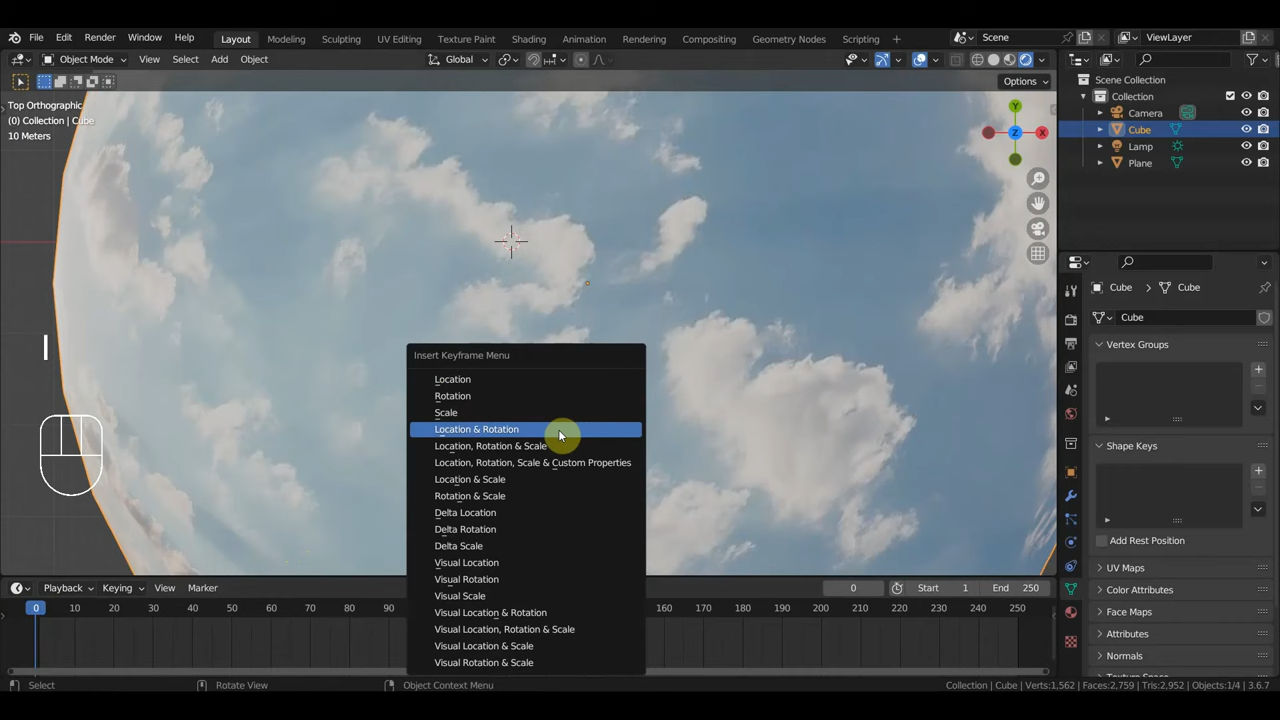 File Edit Render Window Help Layout Modeling Sculpting UV Editing Texture Paint Shading Animation Rendering Compositing Geometry Nodes Scripting + Scene ViewLayer
Object Mode View Select Add Object Global Options
Top Orthographic
(0) Collection | Cube
10 Meters
Y
Z X
Scene Collection
Collection
Camera
Cube
Lamp
Plane
Cube > Cube
Cube
Vertex Groups
Shape Keys
Add Rest Position
UV Maps
Color Attributes
Face Maps
Attributes
Normals
Texture Space
I
Insert Keyframe Menu
Location
Rotation
Scale
Location & Rotation
Location, Rotation & Scale
Location, Rotation, Scale & Custom Properties
Location & Scale
Rotation & Scale
Delta Location
Delta Rotation
Delta Scale
Visual Location
Visual Rotation
Visual Scale
Visual Location & Rotation
Visual Location, Rotation & Scale
Visual Location & Scale
Visual Rotation & Scale
Playback Keying View Marker 0 Start 1 End 250
0 10 20 30 40 50 60 70 80 90 160 170 180 190 200 210 220 230 240 250
Select Rotate View Object Context Menu Collection | Cube | Verts:1,562 | Faces:2,759 | Tris:2,952 | Objects:1/4 | 3.6.7